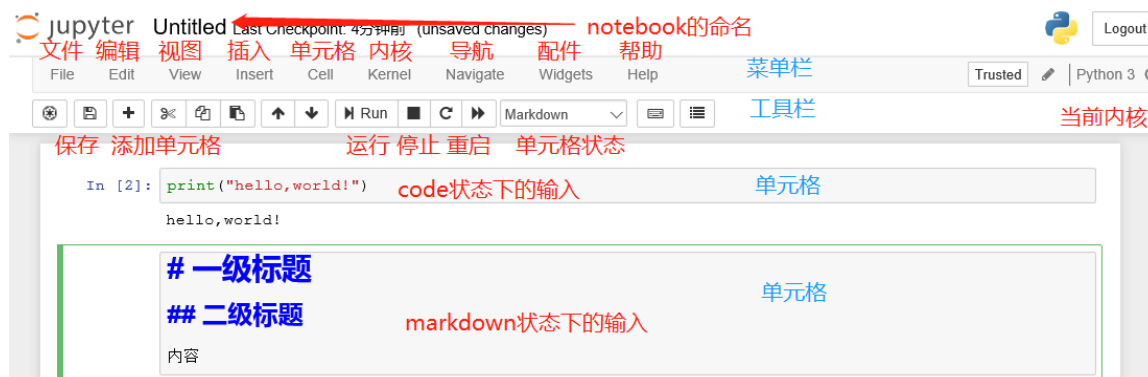 jupyter Untitled Last Checkpoint: 4分钟前 (unsaved changes) notebook的命名 Logout
文件 编辑 视图 插入 单元格 内核 导航 配件 帮助
File Edit View Insert Cell Kernel Navigate Widgets Help 菜单栏 Trusted Python 3
Run Markdown 工具栏 当前内核
保存 添加单元格 运行 停止 重启 单元格状态
In [2]: print("hello,world!") code状态下的输入 单元格
hello,world!
# 一级标题
单元格
## 二级标题
markdown状态下的输入
内容